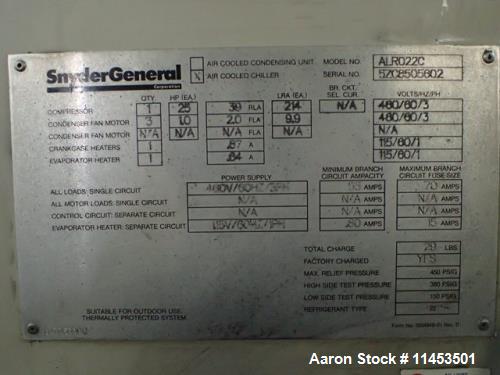 SnyderGeneral
Corporation
AIR COOLED CONDENSING UNIT
X AIR COOLED CHILLER
MODEL NO. ALR022C
SERIAL NO. 5ZC8505602
QTY. HP (EA.) LRA (EA.) BR. CKT. SEL. CUR. VOLTS/HZ/PH
COMPRESSOR 1 25 39 RLA 214 N/A 460/60/3
CONDENSER FAN MOTOR 3 1.0 2.0 FLA 9.9 460/60/3
CONDENSER FAN MOTOR N/A N/A N/A FLA N/A N/A
CRANKCASE HEATERS 1 .87 A 115/60/1
EVAPORATOR HEATER 1 .64 A 115/60/1
POWER SUPPLY MINIMUM BRANCH CIRCUIT AMPACITY MAXIMUM BRANCH CIRCUIT FUSE SIZE
ALL LOADS: SINGLE CIRCUIT 460V/60HZ/3PH AMPS 70 AMPS
ALL MOTOR LOADS: SINGLE CIRCUIT N/A N/A AMPS N/A AMPS
CONTROL CIRCUIT: SEPARATE CIRCUIT N/A N/A AMPS N/A AMPS
EVAPORATOR HEATER: SEPARATE CIRCUIT 115V/60HZ/1PH AMPS 15 AMPS
TOTAL CHARGE 29 LBS
FACTORY CHARGED YES
MAX. RELIEF PRESSURE 450 PSIG
HIGH SIDE TEST PRESSURE PSIG
LOW SIDE TEST PRESSURE 150 PSIG
REFRIGERANT TYPE 22
SUITABLE FOR OUTDOOR USE.
THERMALLY PROTECTED SYSTEM.
Aaron Stock # 11453501